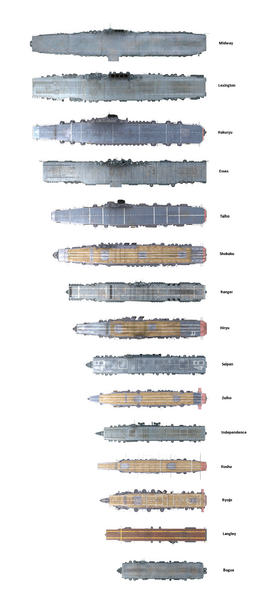 Midway
Lexington
Hakuryu
Essex
Taiho
Shokaku
Ranger
Hiryu
Saipan
Zuiho
Independence
Hosho
Ryujo
Langley
Bogue